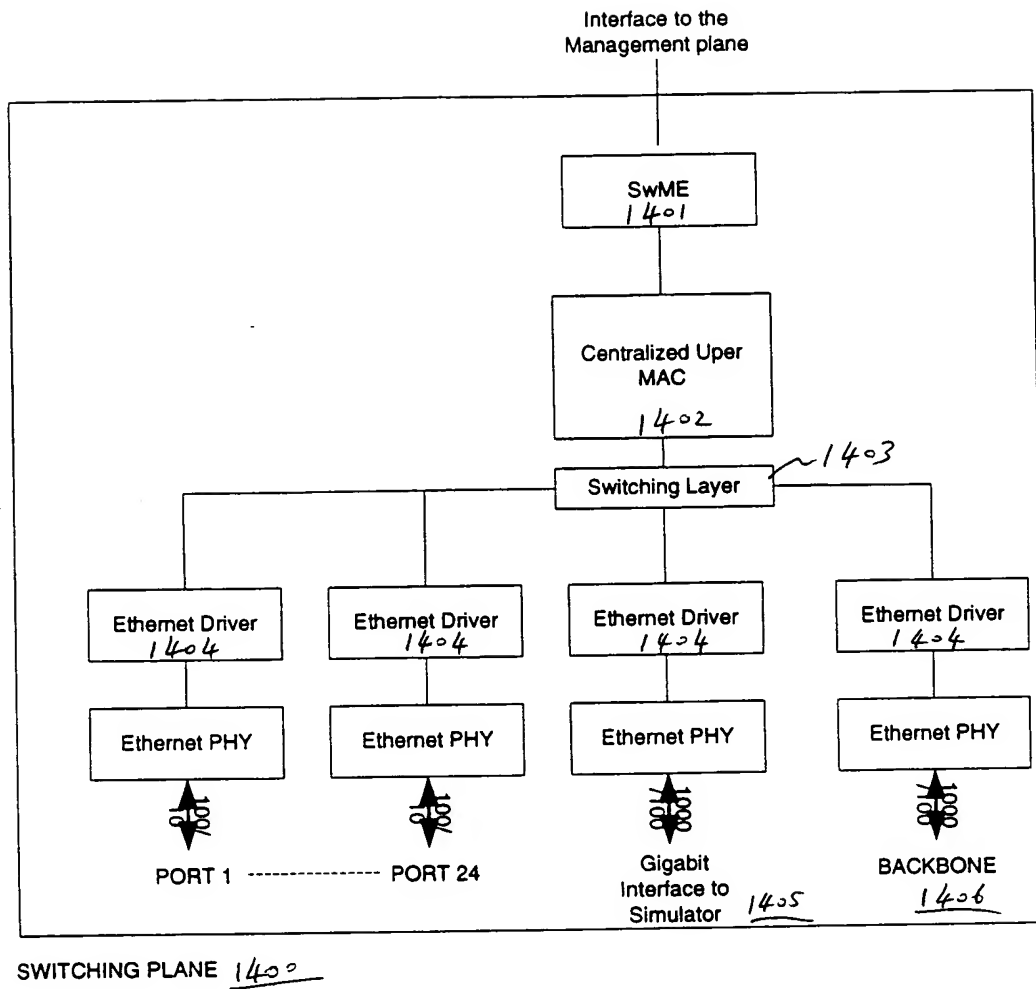 Interface to the
Management plane
SwME
1401
Centralized Uper
MAC
1402
1403
Switching Layer
Ethernet Driver
1404
Ethernet Driver
1404
Ethernet Driver
1404
Ethernet Driver
1404
Ethernet PHY
Ethernet PHY
Ethernet PHY
Ethernet PHY
100/
10
100/
10
1000
/100
1000
/100
PORT 1 ---------------- PORT 24
Gigabit
Interface to
Simulator 1405
BACKBONE
1406
SWITCHING PLANE 1400